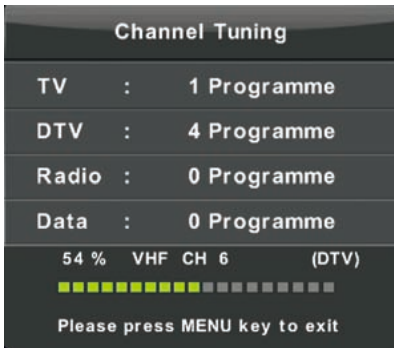 Channel Tuning
TV : 1 Programme
DTV : 4 Programme
Radio : 0 Programme
Data : 0 Programme
54 % VHF CH 6 (DTV)
Please press MENU key to exit